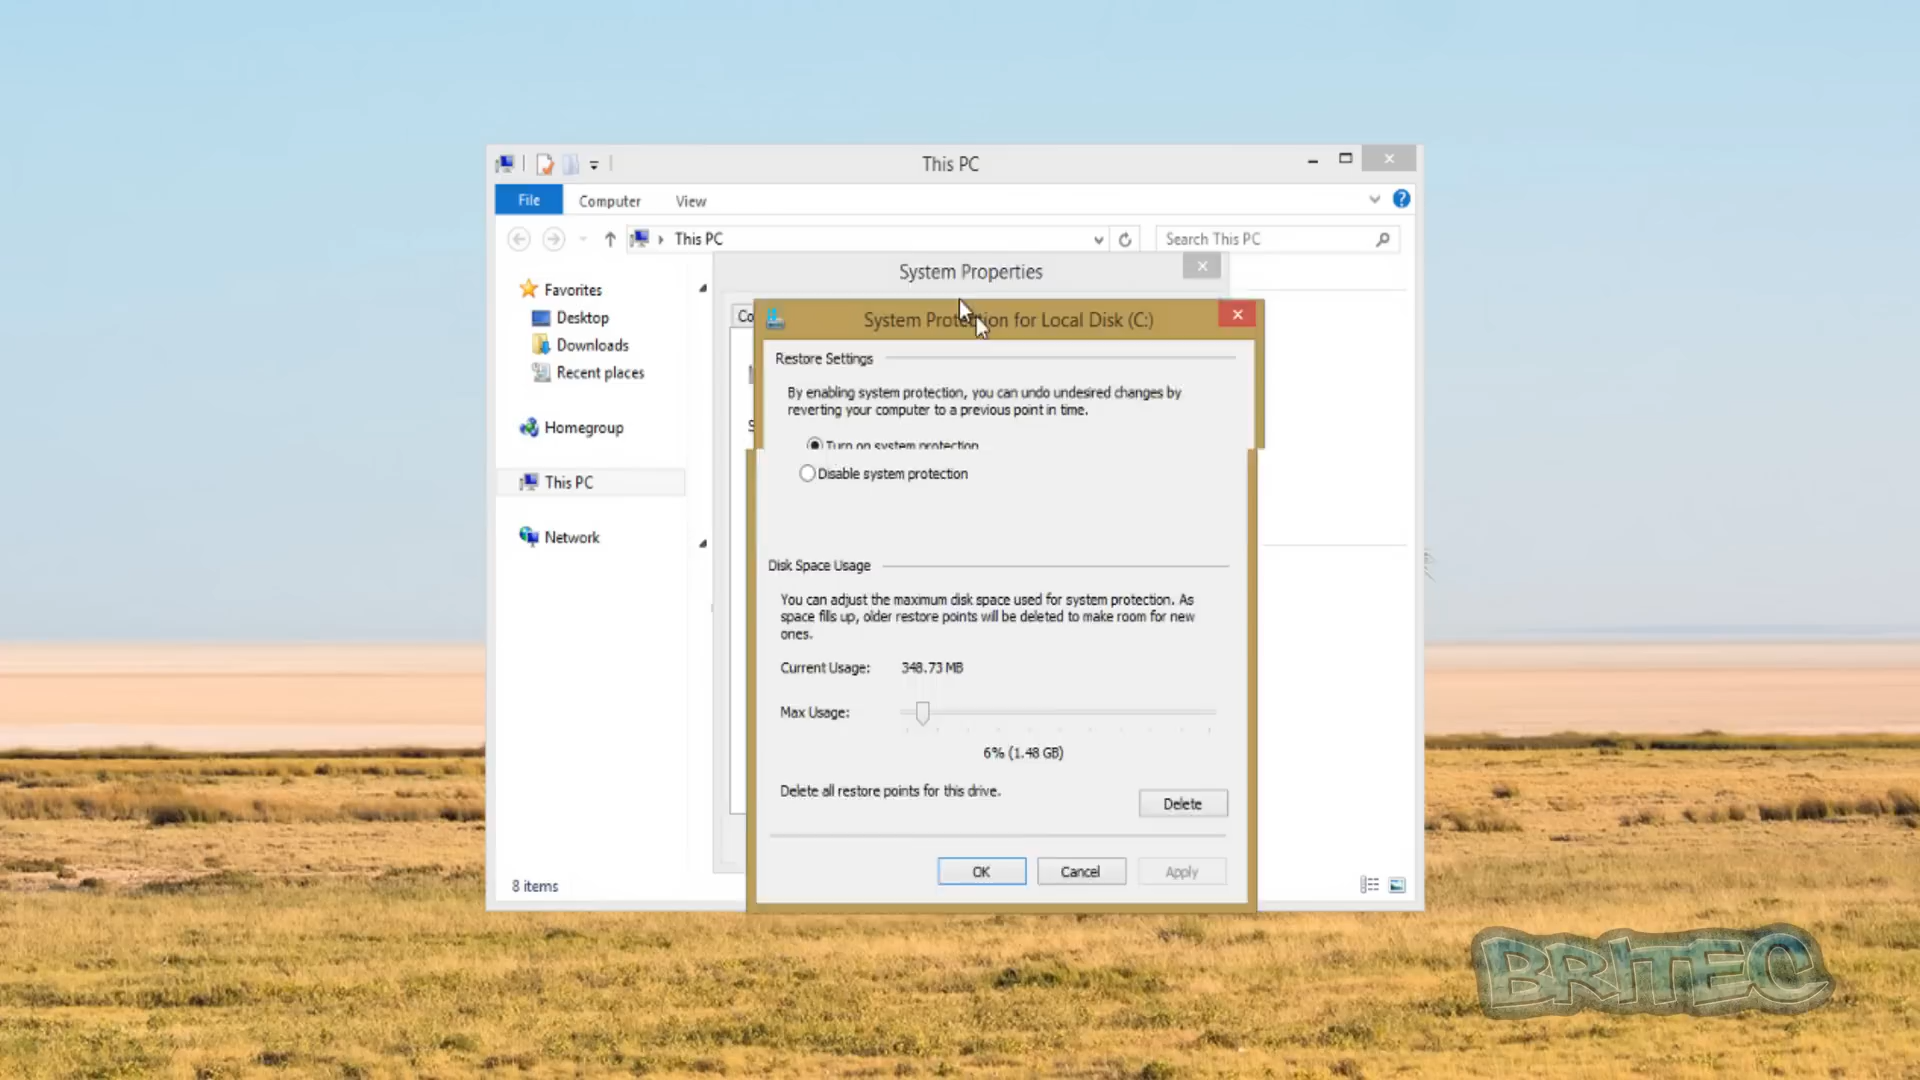 This PC
File
Computer
View
This PC
Search This PC
System Properties
Favorites
Desktop
Downloads
Recent places
Homegroup
This PC
Network
Co
System Protection for Local Disk (C:)
Restore Settings
By enabling system protection, you can undo undesired changes by
reverting your computer to a previous point in time.
Turn on system protection
Disable system protection
Disk Space Usage
You can adjust the maximum disk space used for system protection. As
space fills up, older restore points will be deleted to make room for new
ones.
Current Usage: 348.73 MB
Max Usage:
6% (1.48 GB)
Delete all restore points for this drive.
Delete
OK
Cancel
Apply
8 items
BRITEC